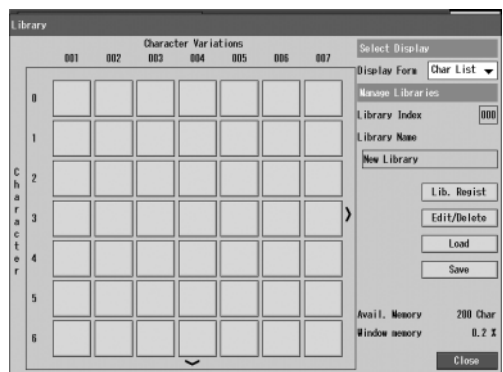 Library
Character Variations
001 002 003 004 005 006 007
Character
0
1
2
3
4
5
6
Select Display
Display Form Char List
Manage Libraries
Library Index 000
Library Name
New Library
Lib. Regist
Edit/Delete
Load
Save
Avail. Memory 200 Char
Window memory 0.2 %
Close